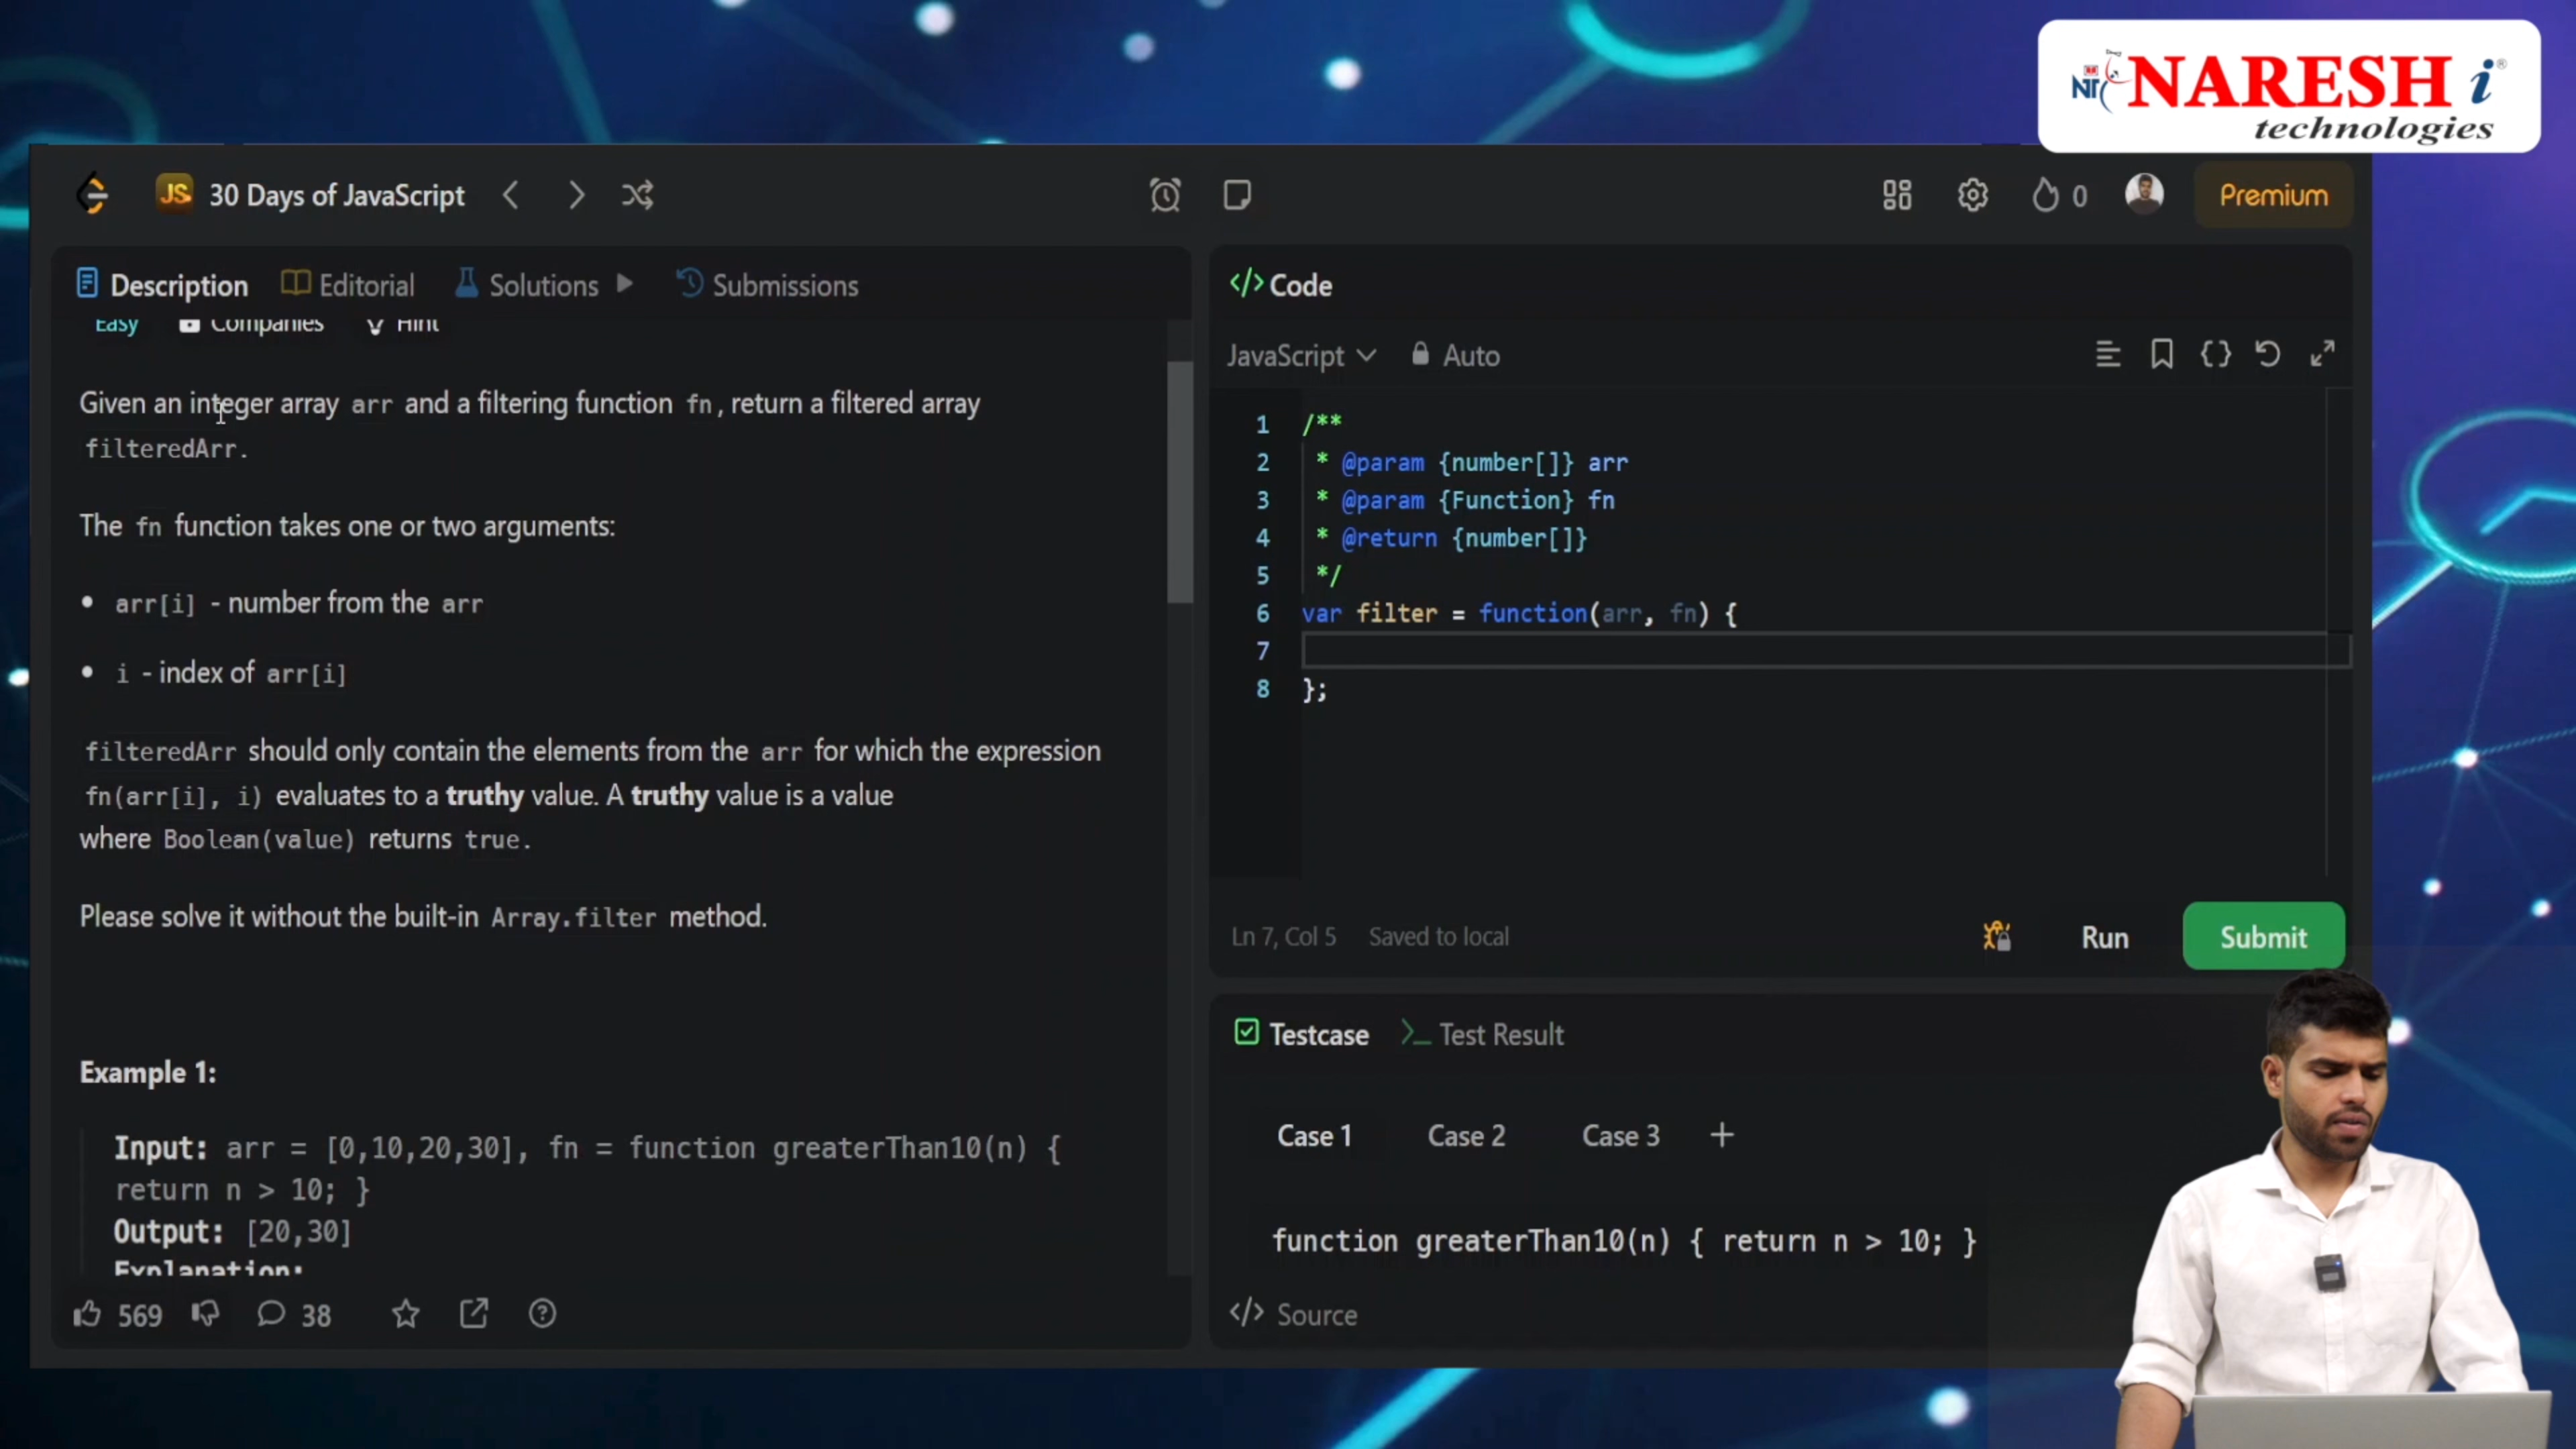 NT NARESH i ®
technologies
JS 30 Days of JavaScript
0 Premium
Description Editorial Solutions Submissions
Easy Companies Hint
Given an integer array arr and a filtering function fn, return a filtered array
filteredArr.
The fn function takes one or two arguments:
• arr[i] - number from the arr
• i - index of arr[i]
filteredArr should only contain the elements from the arr for which the expression
fn(arr[i], i) evaluates to a truthy value. A truthy value is a value
where Boolean(value) returns true.
Please solve it without the built-in Array.filter method.
Example 1:
Input: arr = [0,10,20,30], fn = function greaterThan10(n) {
return n > 10; }
Output: [20,30]
Explanation:
569 38
</> Code
JavaScript Auto
1 /**
2 * @param {number[]} arr
3 * @param {Function} fn
4 * @return {number[]}
5 */
6 var filter = function(arr, fn) {
7
8 };
Ln 7, Col 5 Saved to local
Run Submit
Testcase >_ Test Result
Case 1 Case 2 Case 3 +
function greaterThan10(n) { return n > 10; }
</> Source